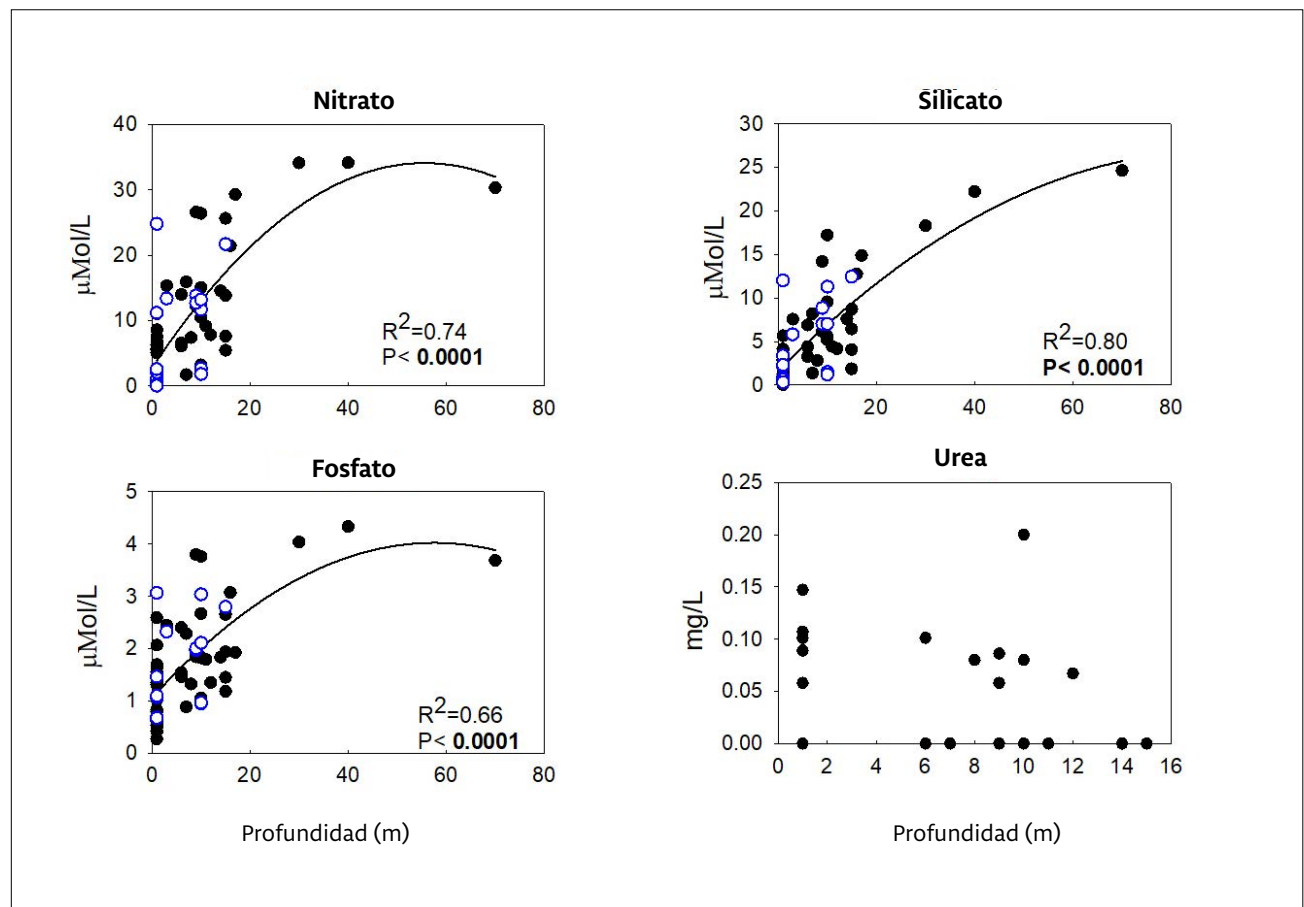 Nitrato
40
30
20
10
0
µMol/L
0 20 40 60 80
R2=0.74
P< 0.0001
Silicato
30
25
20
15
10
5
0
µMol/L
20 40 60 80
R2=0.80
P< 0.0001
Fosfato
5
4
3
2
1
0
µMol/L
0 20 40 60 80
R2=0.66
P< 0.0001
Profundidad (m)
Urea
0.25
0.20
0.15
0.10
0.05
0.00
mg/L
0 2 4 6 8 10 12 14 16
Profundidad (m)